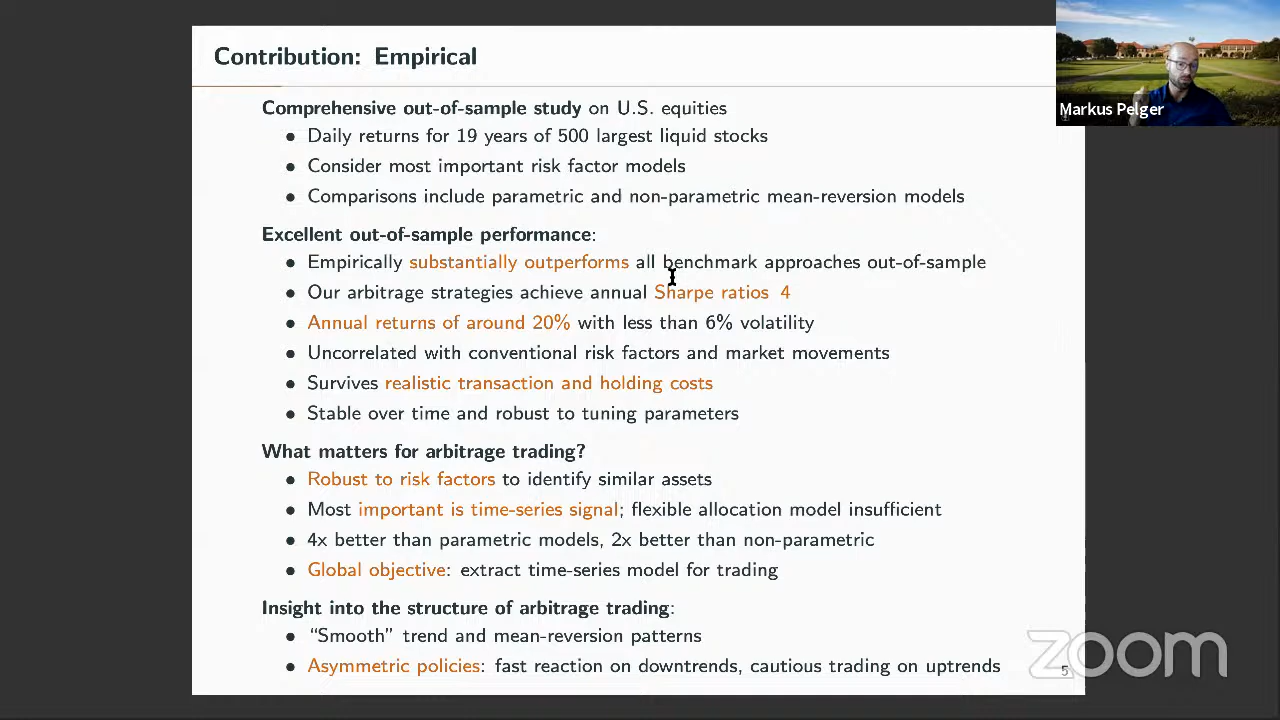 Contribution: Empirical
Markus Pelger
Comprehensive out-of-sample study on U.S. equities
• Daily returns for 19 years of 500 largest liquid stocks
• Consider most important risk factor models
• Comparisons include parametric and non-parametric mean-reversion models
Excellent out-of-sample performance:
• Empirically substantially outperforms all benchmark approaches out-of-sample
• Our arbitrage strategies achieve annual Sharpe ratios 4
• Annual returns of around 20% with less than 6% volatility
• Uncorrelated with conventional risk factors and market movements
• Survives realistic transaction and holding costs
• Stable over time and robust to tuning parameters
What matters for arbitrage trading?
• Robust to risk factors to identify similar assets
• Most important is time-series signal; flexible allocation model insufficient
• 4x better than parametric models, 2x better than non-parametric
• Global objective: extract time-series model for trading
Insight into the structure of arbitrage trading:
• “Smooth” trend and mean-reversion patterns
• Asymmetric policies: fast reaction on downtrends, cautious trading on uptrends
5
zoom